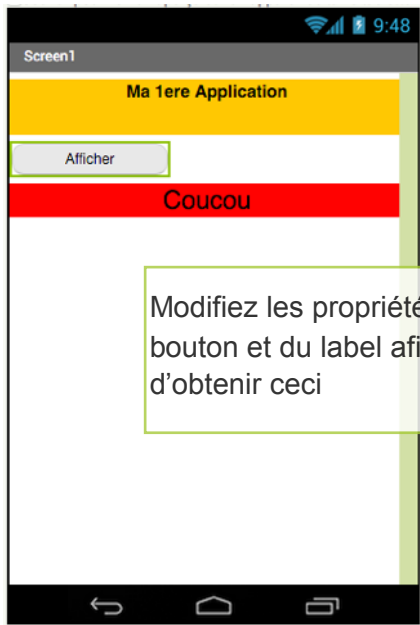 9:48
Screen1
Ma 1ere Application
Afficher
Coucou
Modifiez les propriété
bouton et du label afi
d'obtenir ceci